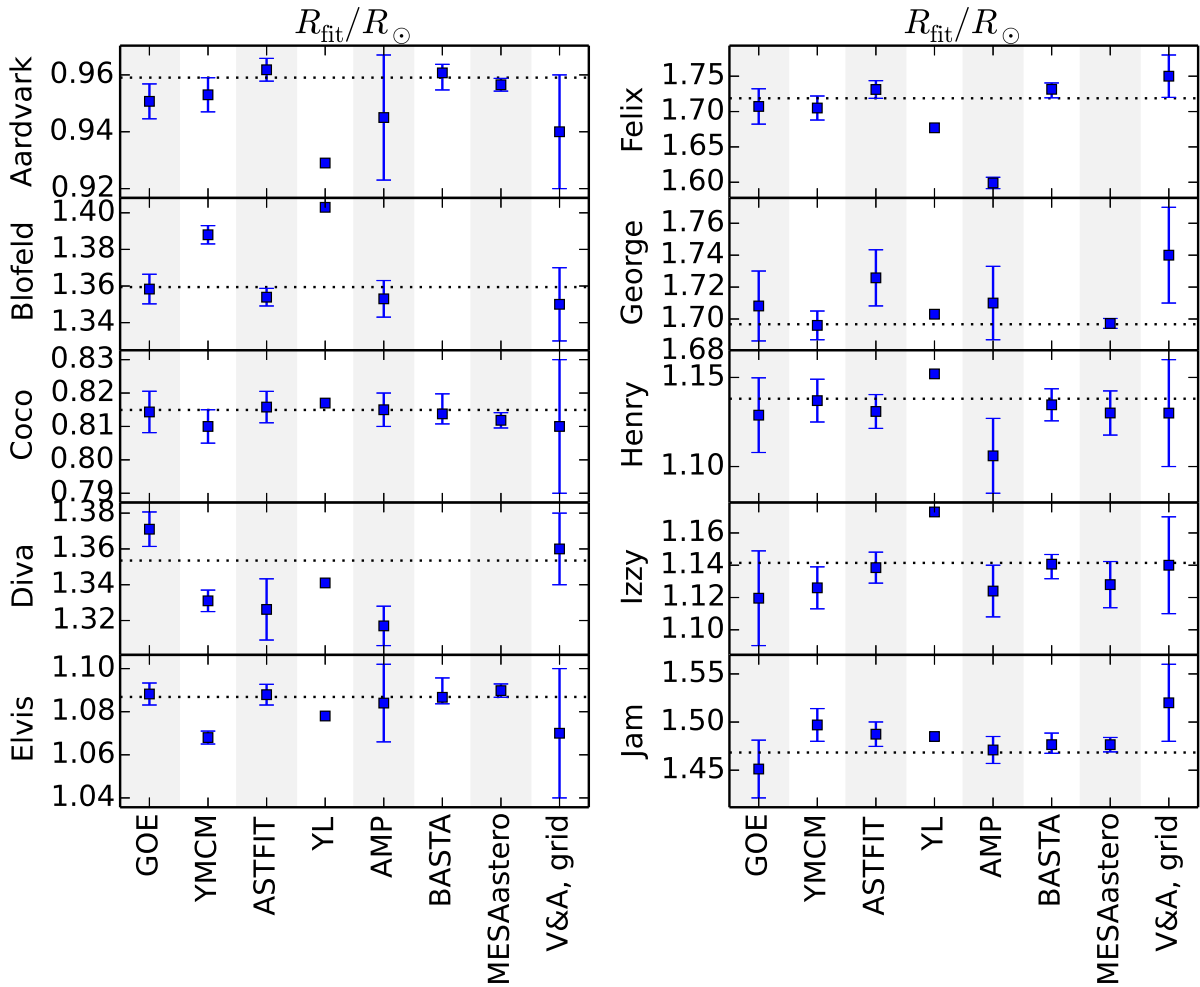 R_fit/R_⊙
Aardvark
0.96
0.94
0.92
Blofeld
1.40
1.38
1.36
1.34
Coco
0.83
0.82
0.81
0.80
0.79
Diva
1.38
1.36
1.34
1.32
Elvis
1.10
1.08
1.06
1.04
GOE
YMCM
ASTFIT
YL
AMP
BASTA
MESAastero
V&A, grid
R_fit/R_⊙
Felix
1.75
1.70
1.65
1.60
George
1.76
1.74
1.72
1.70
1.68
Henry
1.15
1.10
Izzy
1.16
1.14
1.12
1.10
Jam
1.55
1.50
1.45
GOE
YMCM
ASTFIT
YL
AMP
BASTA
MESAastero
V&A, grid